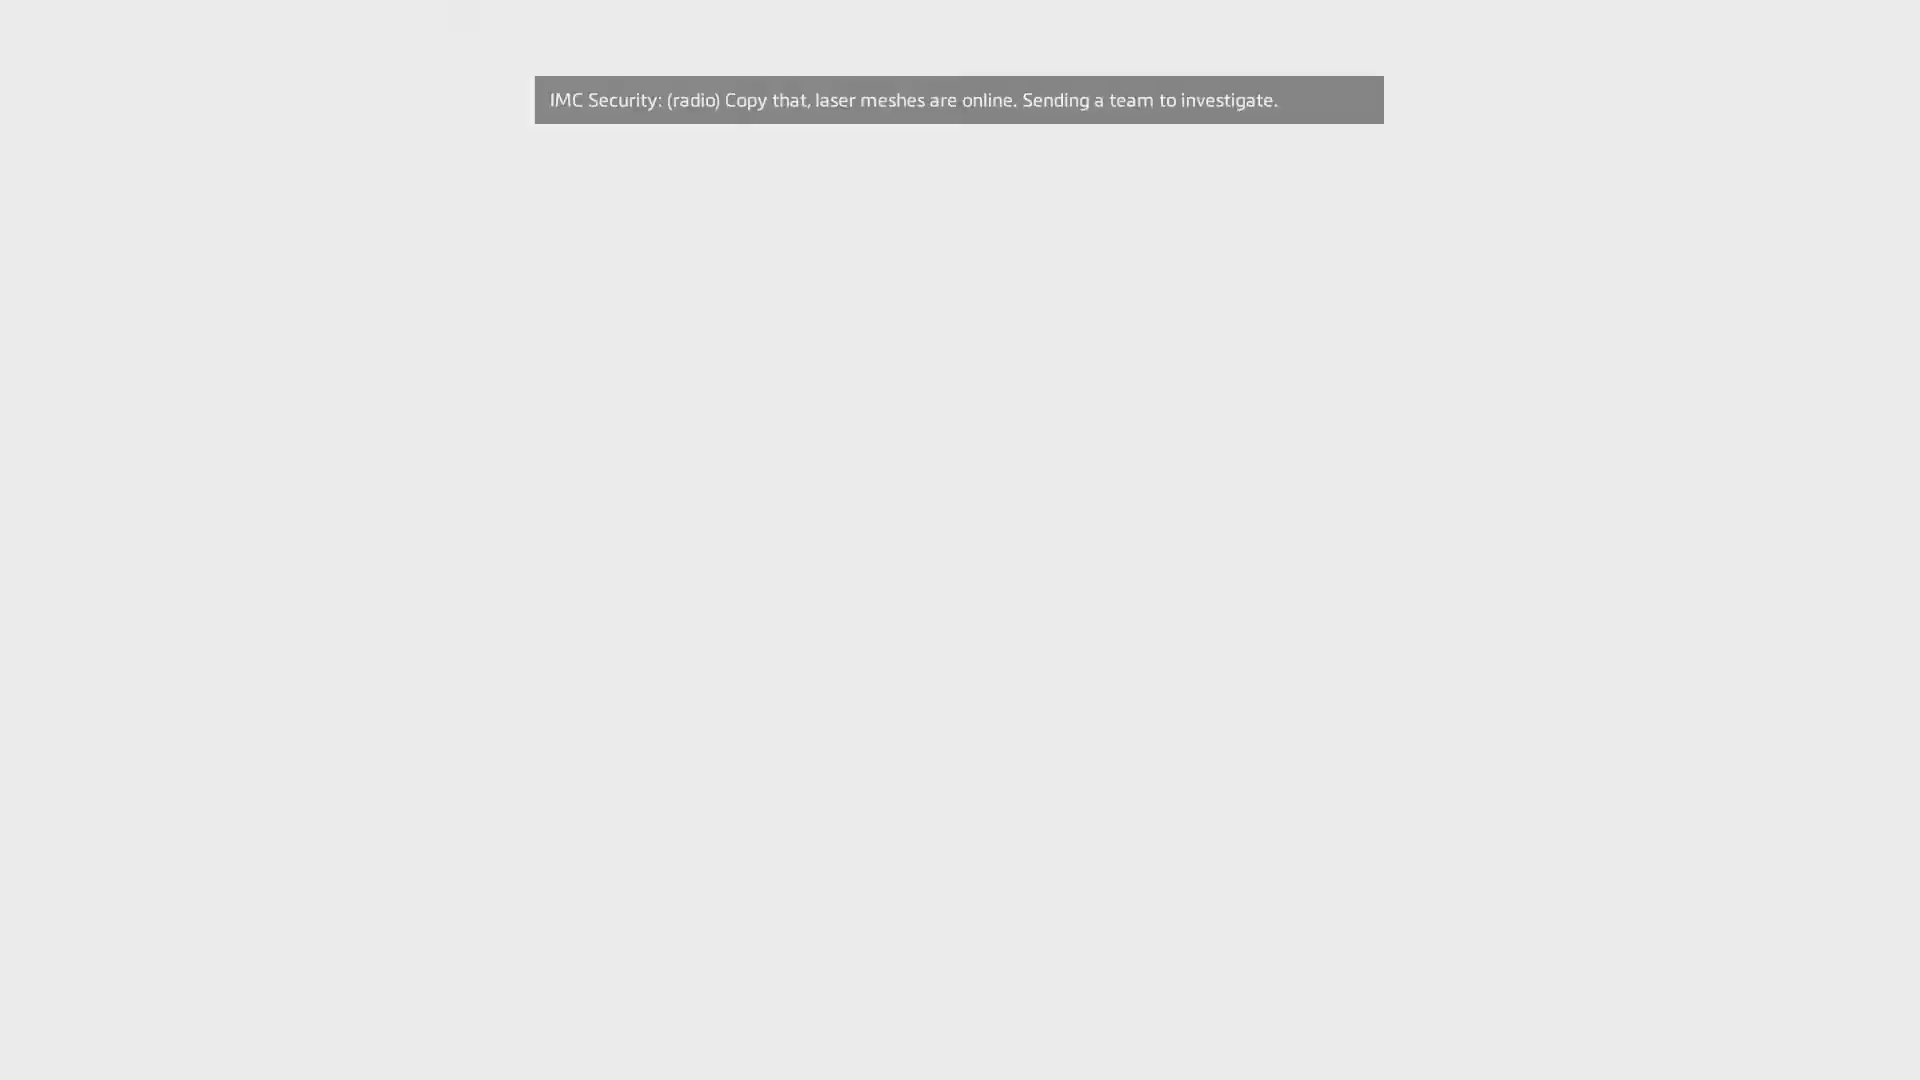 IMC Security: (radio) Copy that, laser meshes are online. Sending a team to investigate.